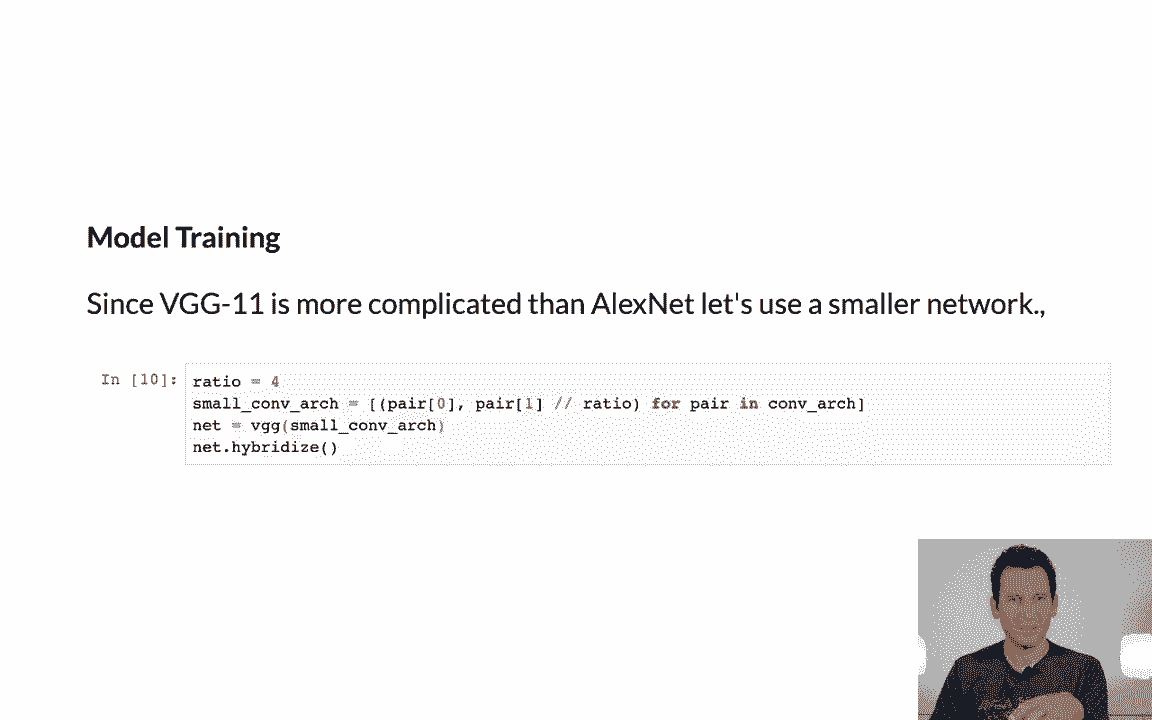 Model Training
Since VGG-11 is more complicated than AlexNet let's use a smaller network.,
In [10]:
ratio = 4
small_conv_arch = [(pair[0], pair[1] // ratio) for pair in conv_arch]
net = vgg(small_conv_arch)
net.hybridize()